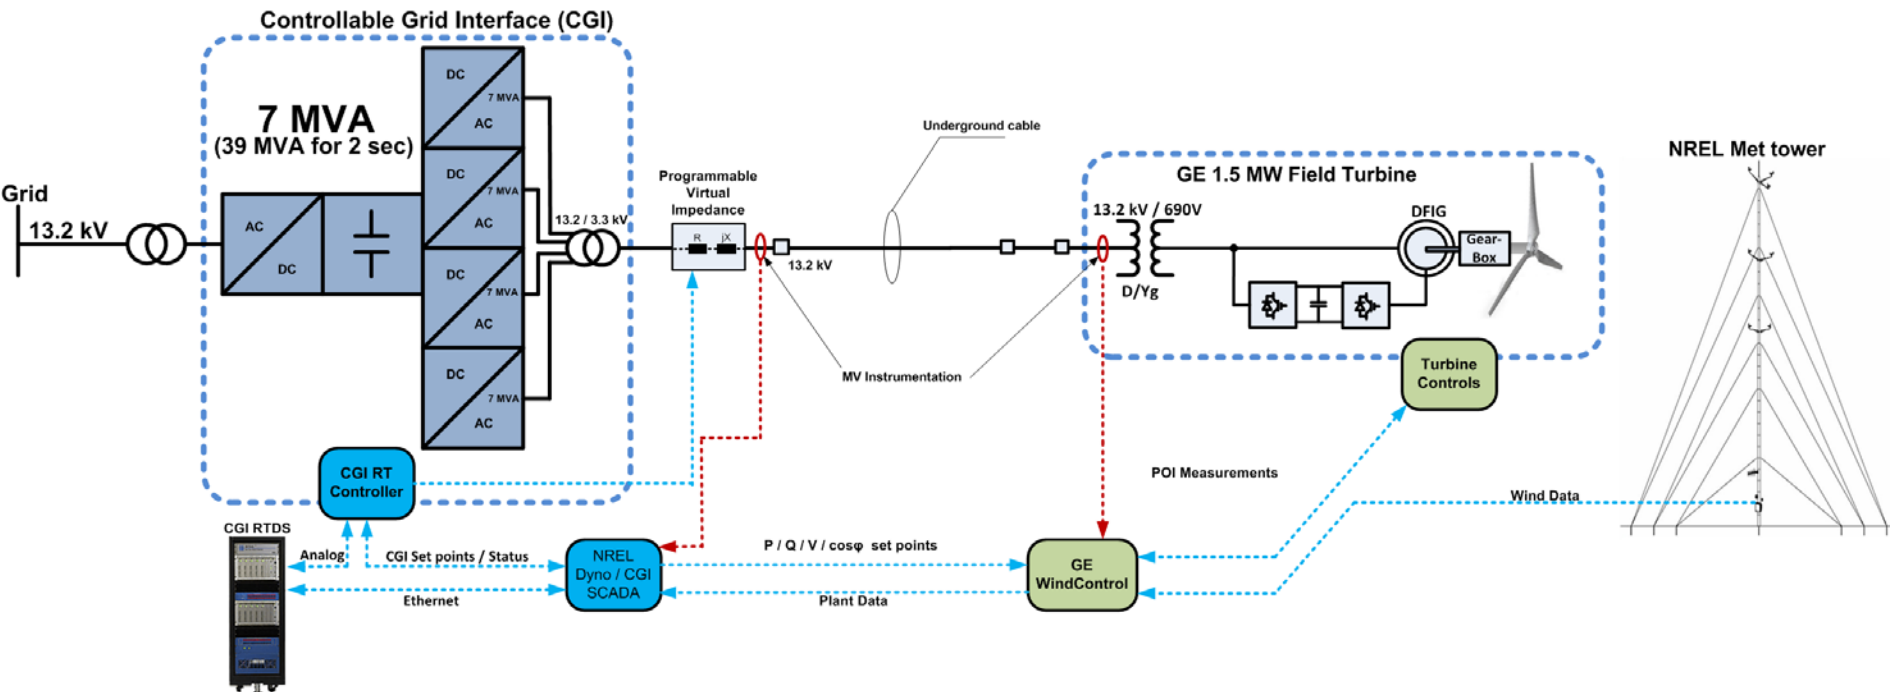 Controllable Grid Interface (CGI)
7 MVA
(39 MVA for 2 sec)
DC
7 MVA
AC
DC
7 MVA
AC
DC
7 MVA
AC
DC
7 MVA
AC
AC
DC
Grid
13.2 kV
13.2 / 3.3 kV
Programmable
Virtual
Impedance
R
jX
13.2 kV
Underground cable
MV Instrumentation
GE 1.5 MW Field Turbine
13.2 kV / 690V
D/Yg
DFIG
Gear-
Box
Turbine
Controls
NREL Met tower
CGI RT
Controller
CGI RTDS
Analog
CGI Set points / Status
Ethernet
NREL
Dyno / CGI
SCADA
P / Q / V / cosφ set points
Plant Data
GE
WindControl
POI Measurements
Wind Data